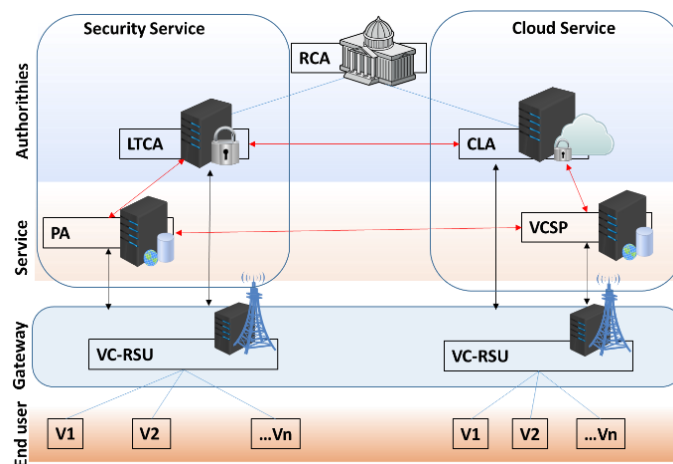 Security Service
Cloud Service
RCA
Authorithies
LTCA
CLA
Service
PA
VCSP
Gateway
VC-RSU
VC-RSU
End user
V1
V2
...Vn
V1
V2
...Vn